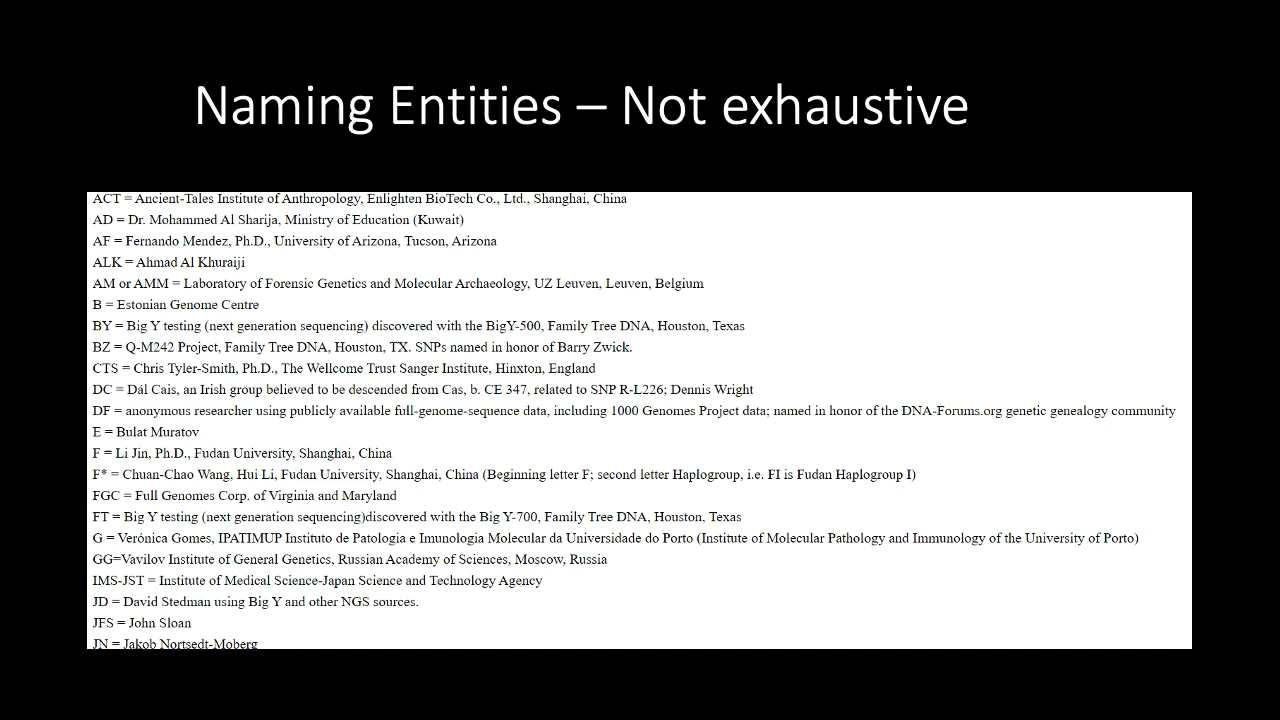 Naming Entities – Not exhaustive
ACT = Ancient-Tales Institute of Anthropology, Enlighten BioTech Co., Ltd., Shanghai, China
AD = Dr. Mohammed Al Sharija, Ministry of Education (Kuwait)
AF = Fernando Mendez, Ph.D., University of Arizona, Tucson, Arizona
ALK = Ahmad Al Khuraiji
AM or AMM = Laboratory of Forensic Genetics and Molecular Archaeology, UZ Leuven, Leuven, Belgium
B = Estonian Genome Centre
BY = Big Y testing (next generation sequencing) discovered with the BigY-500, Family Tree DNA, Houston, Texas
BZ = Q-M242 Project, Family Tree DNA, Houston, TX. SNPs named in honor of Barry Zwick.
CTS = Chris Tyler-Smith, Ph.D., The Wellcome Trust Sanger Institute, Hinxton, England
DC = Dál Cais, an Irish group believed to be descended from Cas, b. CE 347, related to SNP R-L226; Dennis Wright
DF = anonymous researcher using publicly available full-genome-sequence data, including 1000 Genomes Project data; named in honor of the DNA-Forums.org genetic genealogy community
E = Bulat Muratov
F = Li Jin, Ph.D., Fudan University, Shanghai, China
F* = Chuan-Chao Wang, Hui Li, Fudan University, Shanghai, China (Beginning letter F; second letter Haplogroup, i.e. FI is Fudan Haplogroup I)
FGC = Full Genomes Corp. of Virginia and Maryland
FT = Big Y testing (next generation sequencing)discovered with the Big Y-700, Family Tree DNA, Houston, Texas
G = Verónica Gomes, IPATIMUP Instituto de Patologia e Imunologia Molecular da Universidade do Porto (Institute of Molecular Pathology and Immunology of the University of Porto)
GG=Vavilov Institute of General Genetics, Russian Academy of Sciences, Moscow, Russia
IMS-JST = Institute of Medical Science-Japan Science and Technology Agency
JD = David Stedman using Big Y and other NGS sources.
JFS = John Sloan
JN = Jakob Nortsedt-Moberg